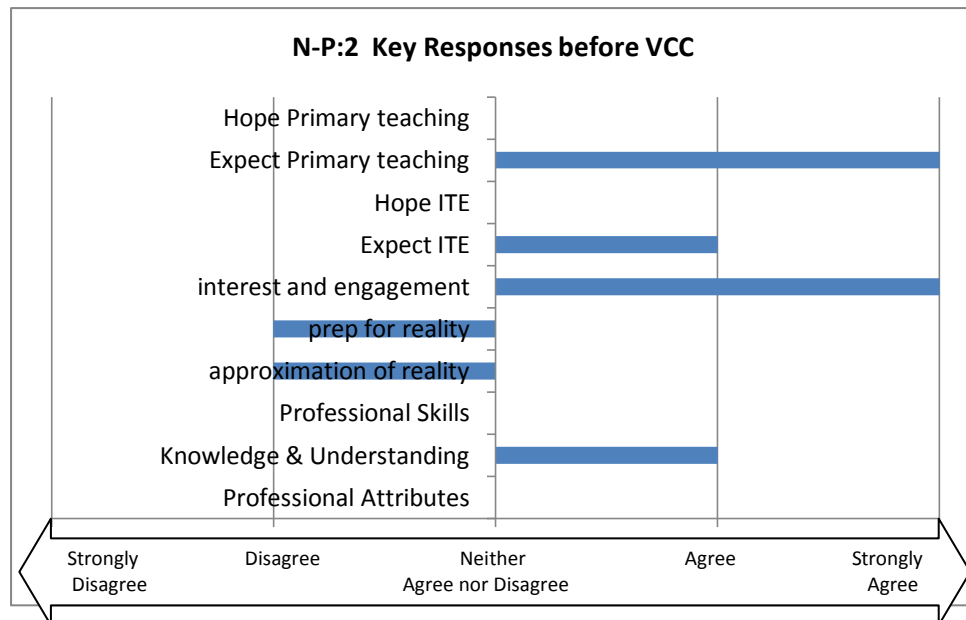 N-P:2 Key Responses before VCC
Hope Primary teaching
Expect Primary teaching
Hope ITE
Expect ITE
interest and engagement
prep for reality
approximation of reality
Professional Skills
Knowledge & Understanding
Professional Attributes
Strongly Disagree
Disagree
Neither Agree nor Disagree
Agree
Strongly Agree